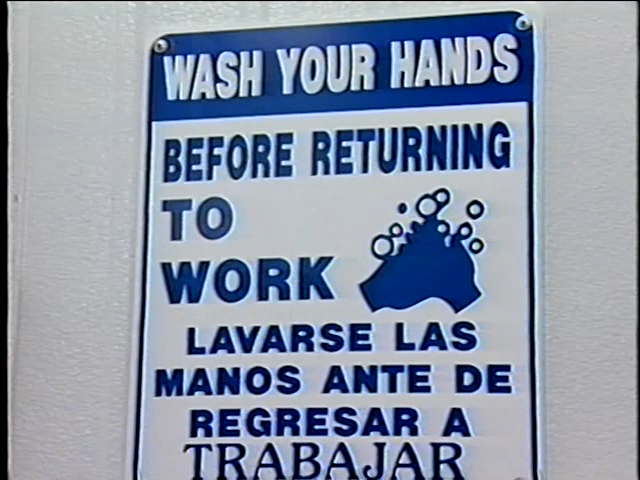 WASH YOUR HANDS
BEFORE RETURNING
TO
WORK
LAVARSE LAS
MANOS ANTE DE
REGRESAR A
TRABAJAR